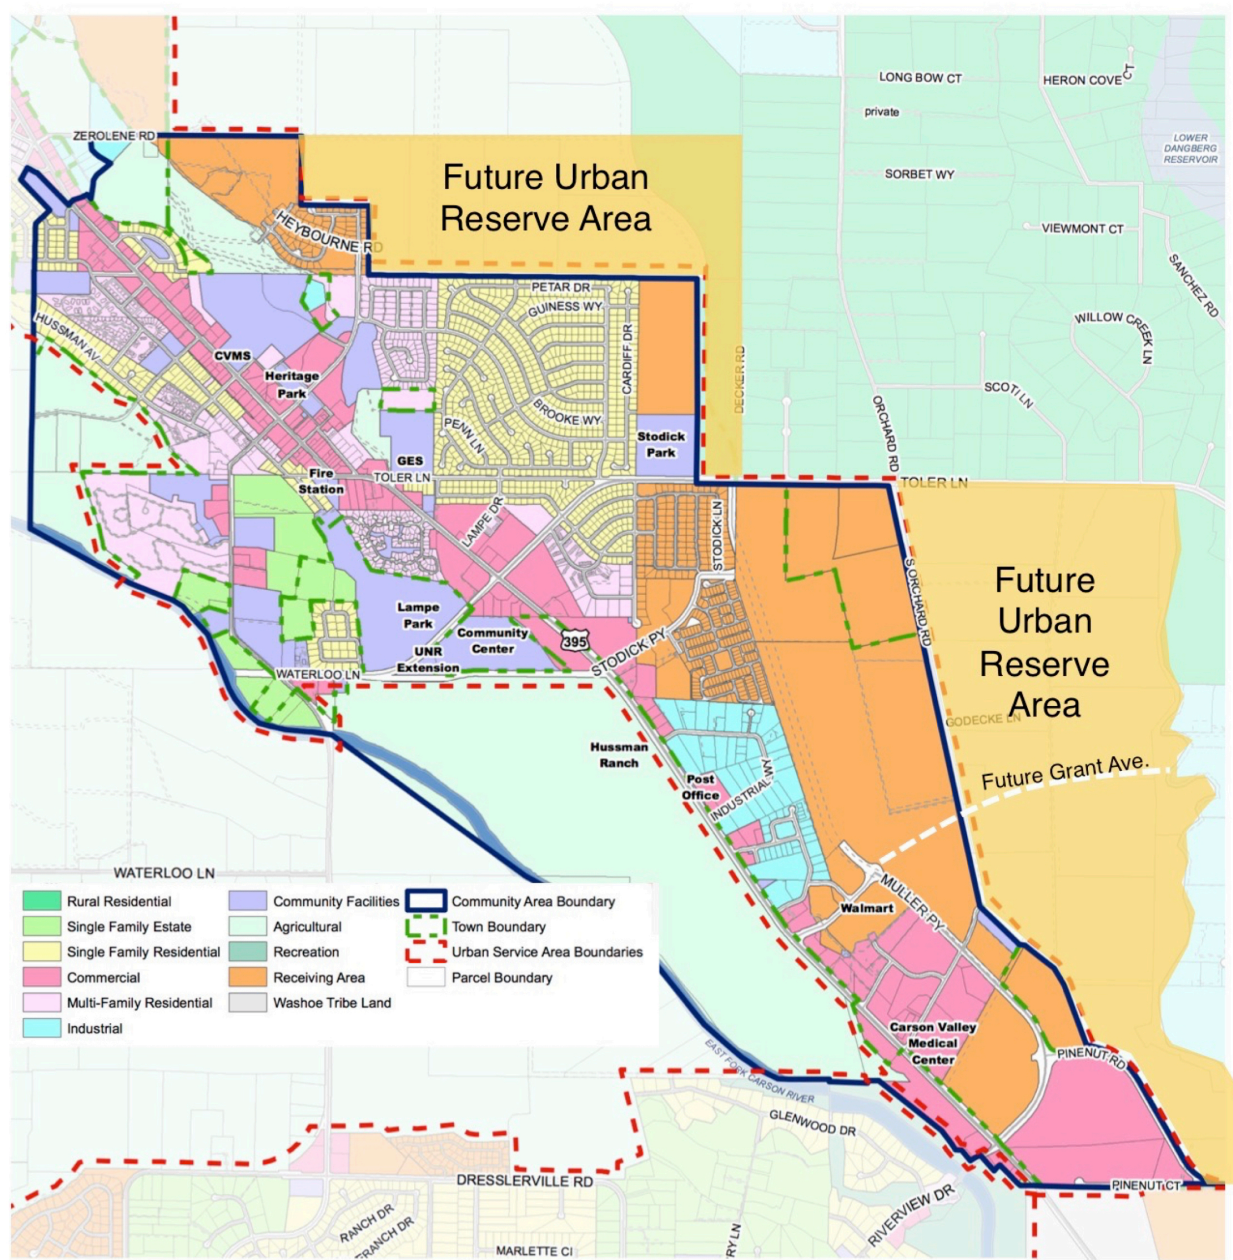 LONG BOW CT
HERON COVE CT
private
ZEROLENE RD
LOWER
DANGBERG
RESERVOIR
Future Urban
Reserve Area
SORBET WY
HEYBOURNE RD
VIEWMONT CT
SANCHEZ RD
PETAR DR
GUINESS WY
HUSSMAN AV
WILLOW CREEK LN
CVMS
CARDIFF DR
DECKER RD
Heritage
Park
SCOTI LN
BROOKE WY
ORCHARD RD
PENN LN
Stodick
Park
GES
Fire
Station
TOLER LN
TOLER LN
LAMPE DR
STODICK LN
S ORCHARD RD
Future
Urban
Reserve
Area
Lampe
Park
Community
Center
395
UNR
Extension
STODICK PY
WATERLOO LN
GODECKE LN
Hussman
Ranch
Post
Office
INDUSTRIAL WY
Future Grant Ave.
WATERLOO LN
MULLER PY
Walmart
Rural Residential
Single Family Estate
Single Family Residential
Commercial
Multi-Family Residential
Industrial
Community Facilities
Agricultural
Recreation
Receiving Area
Washoe Tribe Land
Community Area Boundary
Town Boundary
Urban Service Area Boundaries
Parcel Boundary
Carson Valley
Medical
Center
EAST FORK CARSON RIVER
PINENUT RD
GLENWOOD DR
DRESSLERVILLE RD
PINENUT CT
RIVERVIEW DR
RANCH DR
FRANCH DR
RY LN
MARLETTE CI